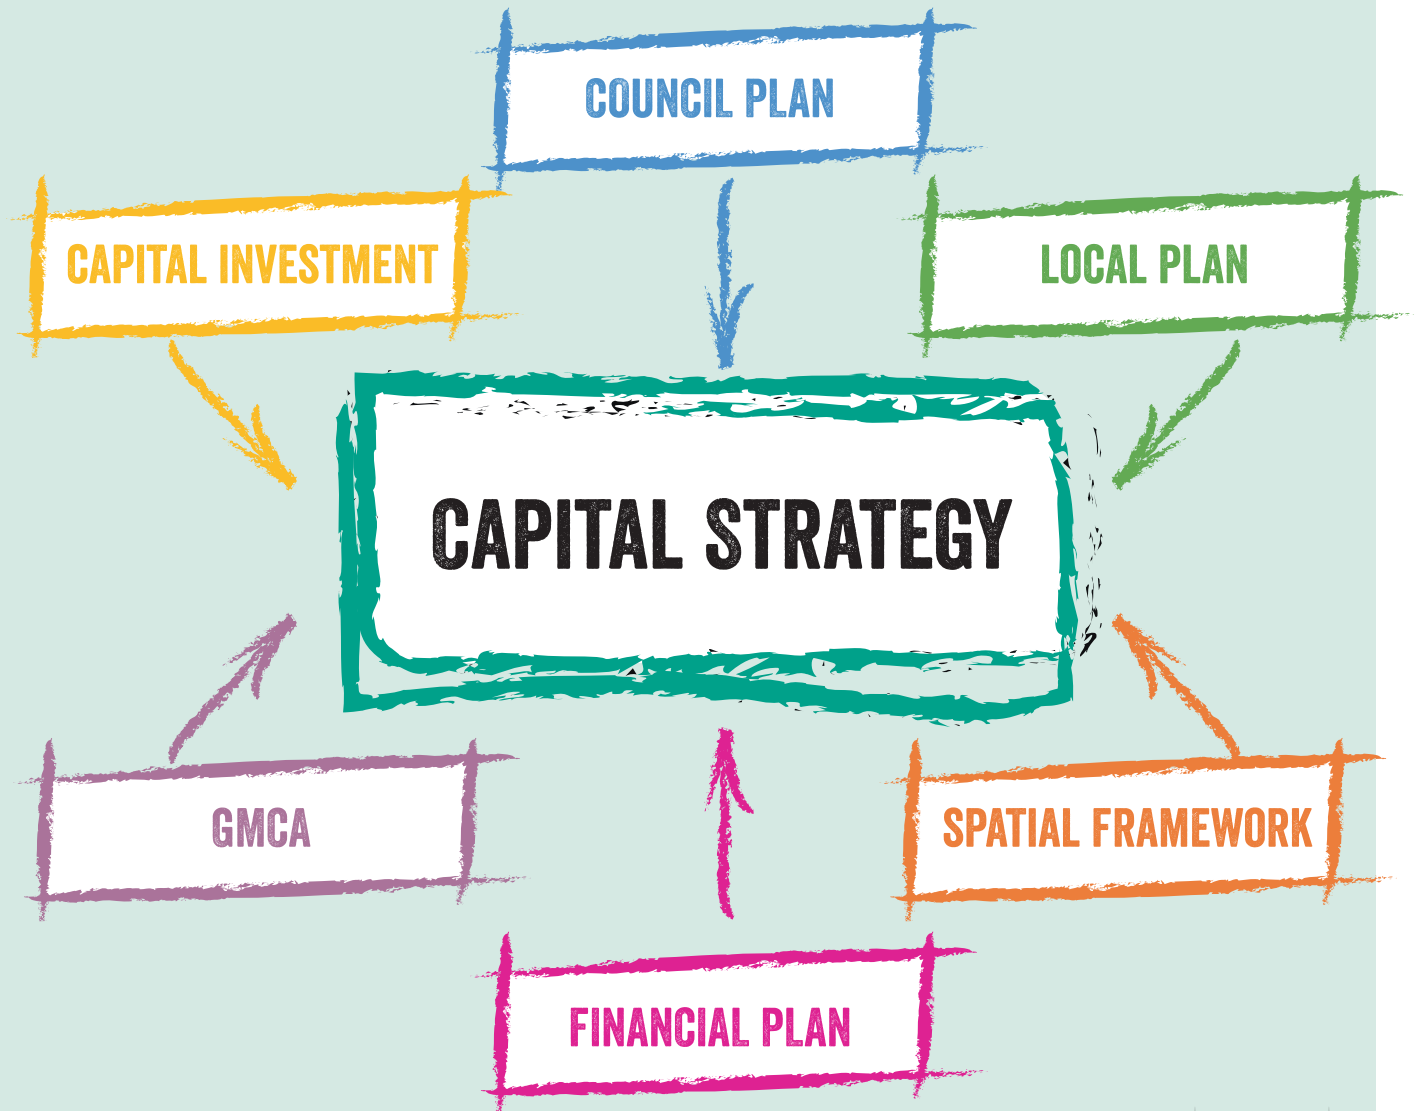 COUNCIL PLAN
CAPITAL INVESTMENT
LOCAL PLAN
CAPITAL STRATEGY
GMCA
SPATIAL FRAMEWORK
FINANCIAL PLAN